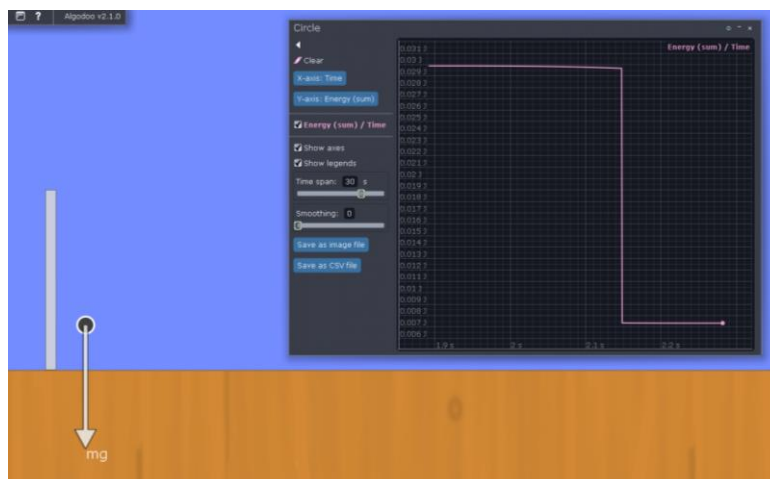 ? Algodoo v2.1.0
Circle
Clear
X-axis: Time
Y-axis: Energy (sum)
Energy (sum) / Time
Show axes
Show legends
Time span: 30 s
Smoothing: 0
Save as image file
Save as CSV file
Energy (sum) / Time
0.031 J
0.03 J
0.029 J
0.028 J
0.027 J
0.026 J
0.025 J
0.024 J
0.023 J
0.022 J
0.021 J
0.02 J
0.019 J
0.018 J
0.017 J
0.016 J
0.015 J
0.014 J
0.013 J
0.012 J
0.011 J
0.01 J
0.009 J
0.008 J
0.007 J
0.006 J
1.9 s 2 s 2.1 s 2.2 s
mg